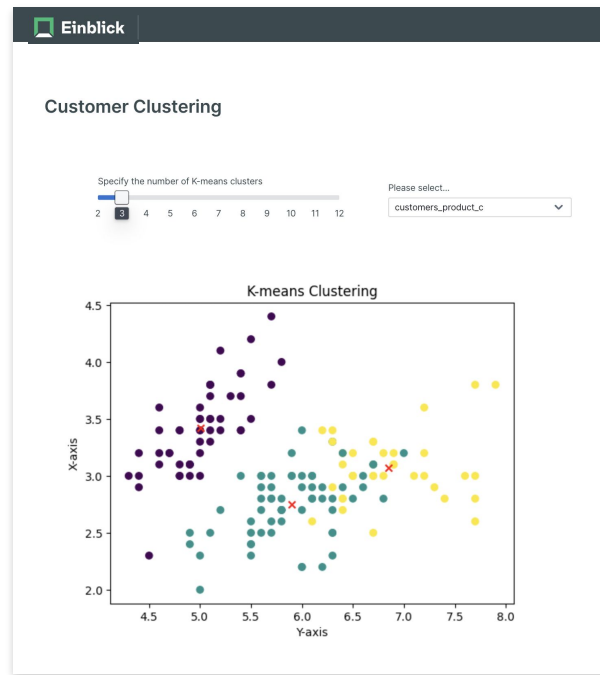 Einblick
Customer Clustering
Specify the number of K-means clusters
2 3 4 5 6 7 8 9 10 11 12
Please select...
customers_product_c
K-means Clustering
4.5
4.0
3.5
3.0
2.5
2.0
X-axis
4.5 5.0 5.5 6.0 6.5 7.0 7.5 8.0
Y-axis